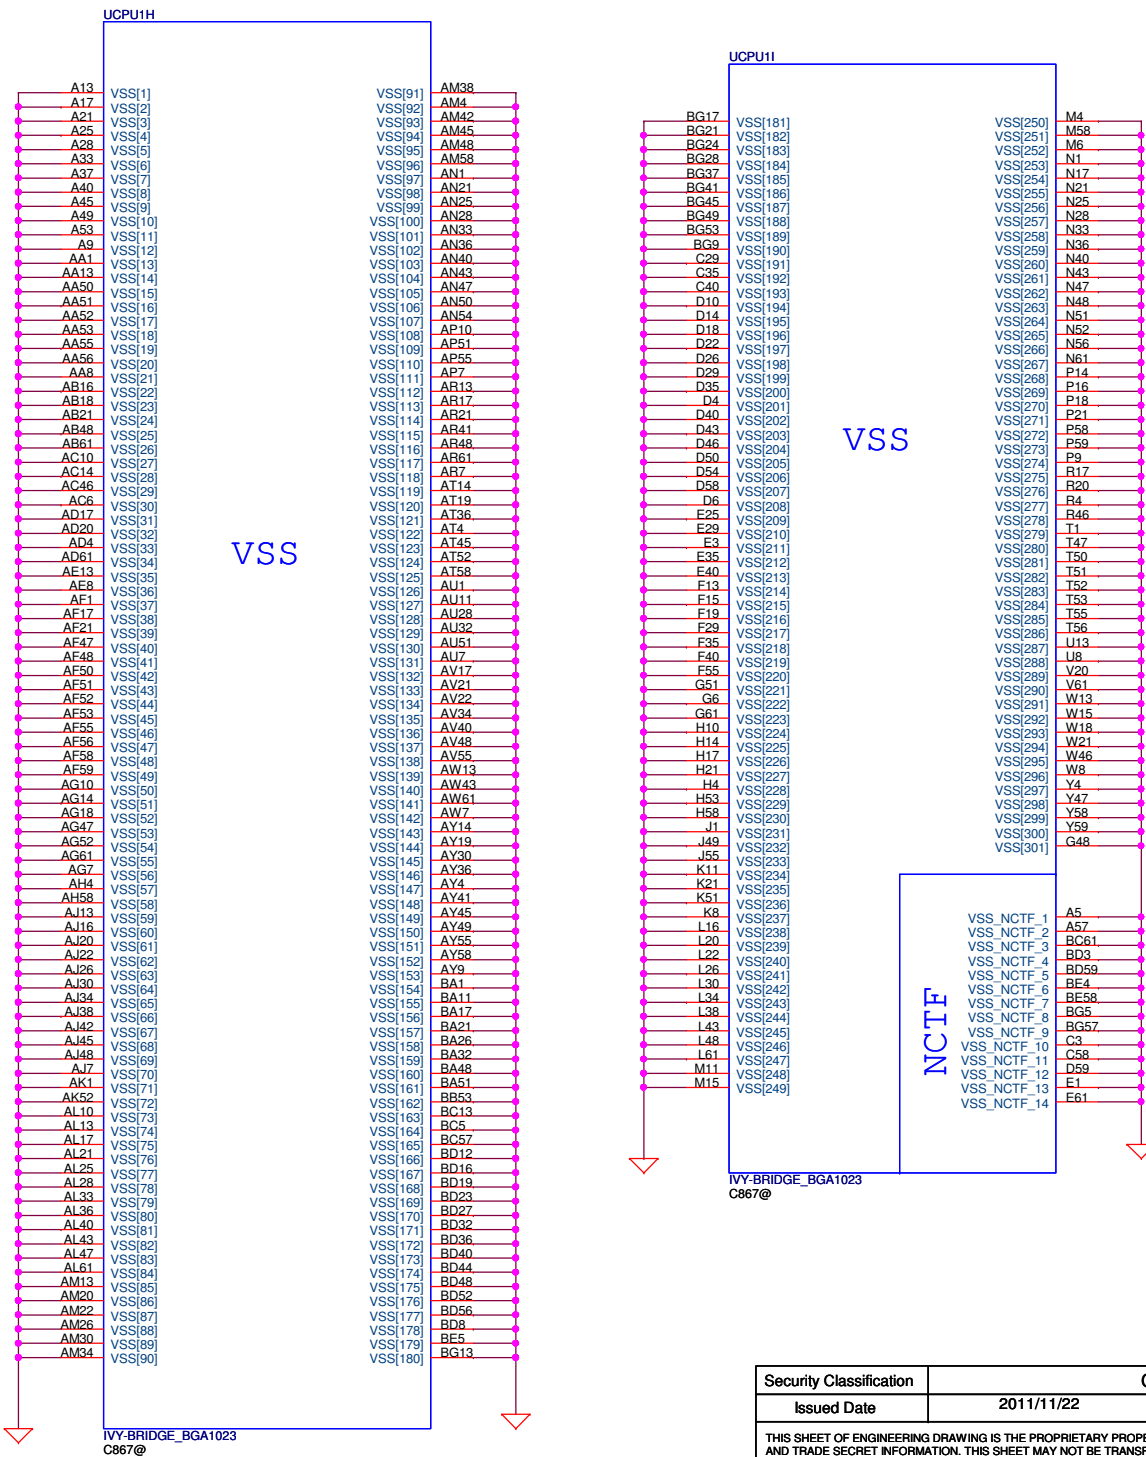 UCPU1H
A13 VSS[1]
A17 VSS[2]
A21 VSS[3]
A25 VSS[4]
A28 VSS[5]
A33 VSS[6]
A37 VSS[7]
A40 VSS[8]
A45 VSS[9]
A49 VSS[10]
A53 VSS[11]
A9 VSS[12]
AA1 VSS[13]
AA13 VSS[14]
AA50 VSS[15]
AA51 VSS[16]
AA52 VSS[17]
AA53 VSS[18]
AA55 VSS[19]
AA56 VSS[20]
AA8 VSS[21]
AB16 VSS[22]
AB18 VSS[23]
AB21 VSS[24]
AB48 VSS[25]
AB61 VSS[26]
AC10 VSS[27]
AC14 VSS[28]
AC46 VSS[29]
AC6 VSS[30]
AD17 VSS[31]
AD20 VSS[32]
AD4 VSS[33]
AD61 VSS[34]
AE13 VSS[35]
AE8 VSS[36]
AF1 VSS[37]
AF17 VSS[38]
AF21 VSS[39]
AF47 VSS[40]
AF48 VSS[41]
AF50 VSS[42]
AF51 VSS[43]
AF52 VSS[44]
AF53 VSS[45]
AF55 VSS[46]
AF56 VSS[47]
AF58 VSS[48]
AF59 VSS[49]
AG10 VSS[50]
AG14 VSS[51]
AG18 VSS[52]
AG47 VSS[53]
AG52 VSS[54]
AG61 VSS[55]
AG7 VSS[56]
AH4 VSS[57]
AH58 VSS[58]
AJ13 VSS[59]
AJ16 VSS[60]
AJ20 VSS[61]
AJ22 VSS[62]
AJ26 VSS[63]
AJ30 VSS[64]
AJ34 VSS[65]
AJ38 VSS[66]
AJ42 VSS[67]
AJ45 VSS[68]
AJ48 VSS[69]
AJ7 VSS[70]
AK1 VSS[71]
AK52 VSS[72]
AL10 VSS[73]
AL13 VSS[74]
AL17 VSS[75]
AL21 VSS[76]
AL25 VSS[77]
AL28 VSS[78]
AL33 VSS[79]
AL36 VSS[80]
AL40 VSS[81]
AL43 VSS[82]
AL47 VSS[83]
AL61 VSS[84]
AM13 VSS[85]
AM20 VSS[86]
AM22 VSS[87]
AM26 VSS[88]
AM30 VSS[89]
AM34 VSS[90]
VSS
VSS[91] AM38
VSS[92] AM4
VSS[93] AM42
VSS[94] AM45
VSS[95] AM48
VSS[96] AM58
VSS[97] AN1
VSS[98] AN21
VSS[99] AN25
VSS[100] AN28
VSS[101] AN33
VSS[102] AN36
VSS[103] AN40
VSS[104] AN43
VSS[105] AN47
VSS[106] AN50
VSS[107] AN54
VSS[108] AP10
VSS[109] AP51
VSS[110] AP55
VSS[111] AP7
VSS[112] AR13
VSS[113] AR17
VSS[114] AR21
VSS[115] AR41
VSS[116] AR48
VSS[117] AR61
VSS[118] AR7
VSS[119] AT14
VSS[120] AT19
VSS[121] AT36
VSS[122] AT4
VSS[123] AT45
VSS[124] AT52
VSS[125] AT58
VSS[126] AU1
VSS[127] AU11
VSS[128] AU28
VSS[129] AU32
VSS[130] AU51
VSS[131] AU7
VSS[132] AV17
VSS[133] AV21
VSS[134] AV22
VSS[135] AV34
VSS[136] AV40
VSS[137] AV48
VSS[138] AV55
VSS[139] AW13
VSS[140] AW43
VSS[141] AW61
VSS[142] AW7
VSS[143] AY14
VSS[144] AY19
VSS[145] AY30
VSS[146] AY36
VSS[147] AY4
VSS[148] AY41
VSS[149] AY45
VSS[150] AY49
VSS[151] AY55
VSS[152] AY58
VSS[153] AY9
VSS[154] BA1
VSS[155] BA11
VSS[156] BA17
VSS[157] BA21
VSS[158] BA26
VSS[159] BA32
VSS[160] BA48
VSS[161] BA51
VSS[162] BB53
VSS[163] BC13
VSS[164] BC5
VSS[165] BC57
VSS[166] BD12
VSS[167] BD16
VSS[168] BD19
VSS[169] BD23
VSS[170] BD27
VSS[171] BD32
VSS[172] BD36
VSS[173] BD40
VSS[174] BD44
VSS[175] BD48
VSS[176] BD52
VSS[177] BD56
VSS[178] BD8
VSS[179] BE5
VSS[180] BG13
IVY-BRIDGE_BGA1023
C867@
UCPU1I
BG17 VSS[181]
BG21 VSS[182]
BG24 VSS[183]
BG28 VSS[184]
BG37 VSS[185]
BG41 VSS[186]
BG45 VSS[187]
BG49 VSS[188]
BG53 VSS[189]
BG9 VSS[190]
C29 VSS[191]
C35 VSS[192]
C40 VSS[193]
D10 VSS[194]
D14 VSS[195]
D18 VSS[196]
D22 VSS[197]
D26 VSS[198]
D29 VSS[199]
D35 VSS[200]
D4 VSS[201]
D40 VSS[202]
D43 VSS[203]
D46 VSS[204]
D50 VSS[205]
D54 VSS[206]
D58 VSS[207]
D6 VSS[208]
E25 VSS[209]
E29 VSS[210]
E3 VSS[211]
E35 VSS[212]
E40 VSS[213]
F13 VSS[214]
F15 VSS[215]
F19 VSS[216]
F29 VSS[217]
F35 VSS[218]
F40 VSS[219]
F55 VSS[220]
G51 VSS[221]
G6 VSS[222]
G61 VSS[223]
H10 VSS[224]
H14 VSS[225]
H17 VSS[226]
H21 VSS[227]
H4 VSS[228]
H53 VSS[229]
H58 VSS[230]
J1 VSS[231]
J49 VSS[232]
J55 VSS[233]
K11 VSS[234]
K21 VSS[235]
K51 VSS[236]
K8 VSS[237]
L16 VSS[238]
L20 VSS[239]
L22 VSS[240]
L26 VSS[241]
L30 VSS[242]
L34 VSS[243]
L38 VSS[244]
L43 VSS[245]
L48 VSS[246]
L61 VSS[247]
M11 VSS[248]
M15 VSS[249]
VSS
VSS[250] M4
VSS[251] M58
VSS[252] M6
VSS[253] N1
VSS[254] N17
VSS[255] N21
VSS[256] N25
VSS[257] N28
VSS[258] N33
VSS[259] N36
VSS[260] N40
VSS[261] N43
VSS[262] N47
VSS[263] N48
VSS[264] N51
VSS[265] N52
VSS[266] N56
VSS[267] N61
VSS[268] P14
VSS[269] P16
VSS[270] P18
VSS[271] P21
VSS[272] P58
VSS[273] P59
VSS[274] P9
VSS[275] R17
VSS[276] R20
VSS[277] R4
VSS[278] R46
VSS[279] T1
VSS[280] T47
VSS[281] T50
VSS[282] T51
VSS[283] T52
VSS[284] T53
VSS[285] T55
VSS[286] T56
VSS[287] U13
VSS[288] U8
VSS[289] V20
VSS[290] V61
VSS[291] W13
VSS[292] W15
VSS[293] W18
VSS[294] W21
VSS[295] W46
VSS[296] W8
VSS[297] Y4
VSS[298] Y47
VSS[299] Y58
VSS[300] Y59
VSS[301] G48
NCTF
VSS_NCTF_1 A5
VSS_NCTF_2 A57
VSS_NCTF_3 BC61
VSS_NCTF_4 BD3
VSS_NCTF_5 BD59
VSS_NCTF_6 BE4
VSS_NCTF_7 BE58
VSS_NCTF_8 BG5
VSS_NCTF_9 BG57
VSS_NCTF_10 C3
VSS_NCTF_11 C58
VSS_NCTF_12 D59
VSS_NCTF_13 E1
VSS_NCTF_14 E61
IVY-BRIDGE_BGA1023
C867@
Security Classification
Issued Date 2011/11/22
THIS SHEET OF ENGINEERING DRAWING IS THE PROPRIETARY
AND TRADE SECRET INFORMATION. THIS SHEET MAY NOT BE